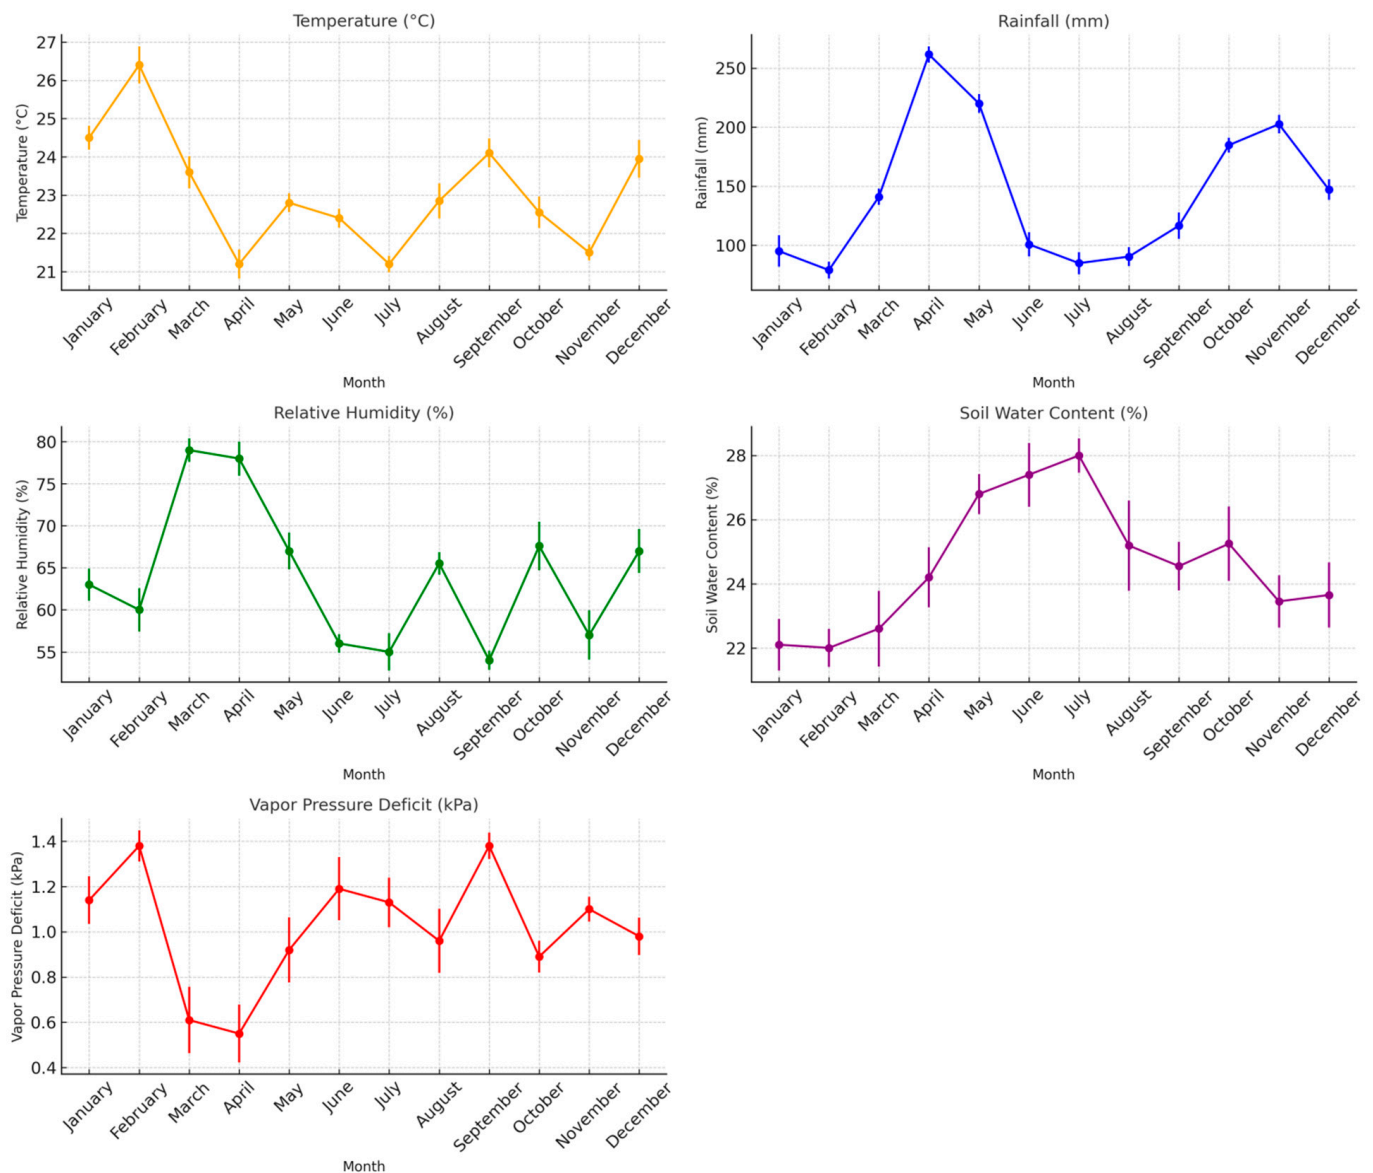 Temperature (°C)
27
26
25
24
23
22
21
Temperature (°C)
January
February
March
April
May
June
July
August
September
October
November
December
Month
Rainfall (mm)
250
200
150
100
Rainfall (mm)
January
February
March
April
May
June
July
August
September
October
November
December
Month
Relative Humidity (%)
80
75
70
65
60
55
Relative Humidity (%)
January
February
March
April
May
June
July
August
September
October
November
December
Month
Soil Water Content (%)
28
26
24
22
Soil Water Content (%)
January
February
March
April
May
June
July
August
September
October
November
December
Month
Vapor Pressure Deficit (kPa)
1.4
1.2
1.0
0.8
0.6
0.4
Vapor Pressure Deficit (kPa)
January
February
March
April
May
June
July
August
September
October
November
December
Month